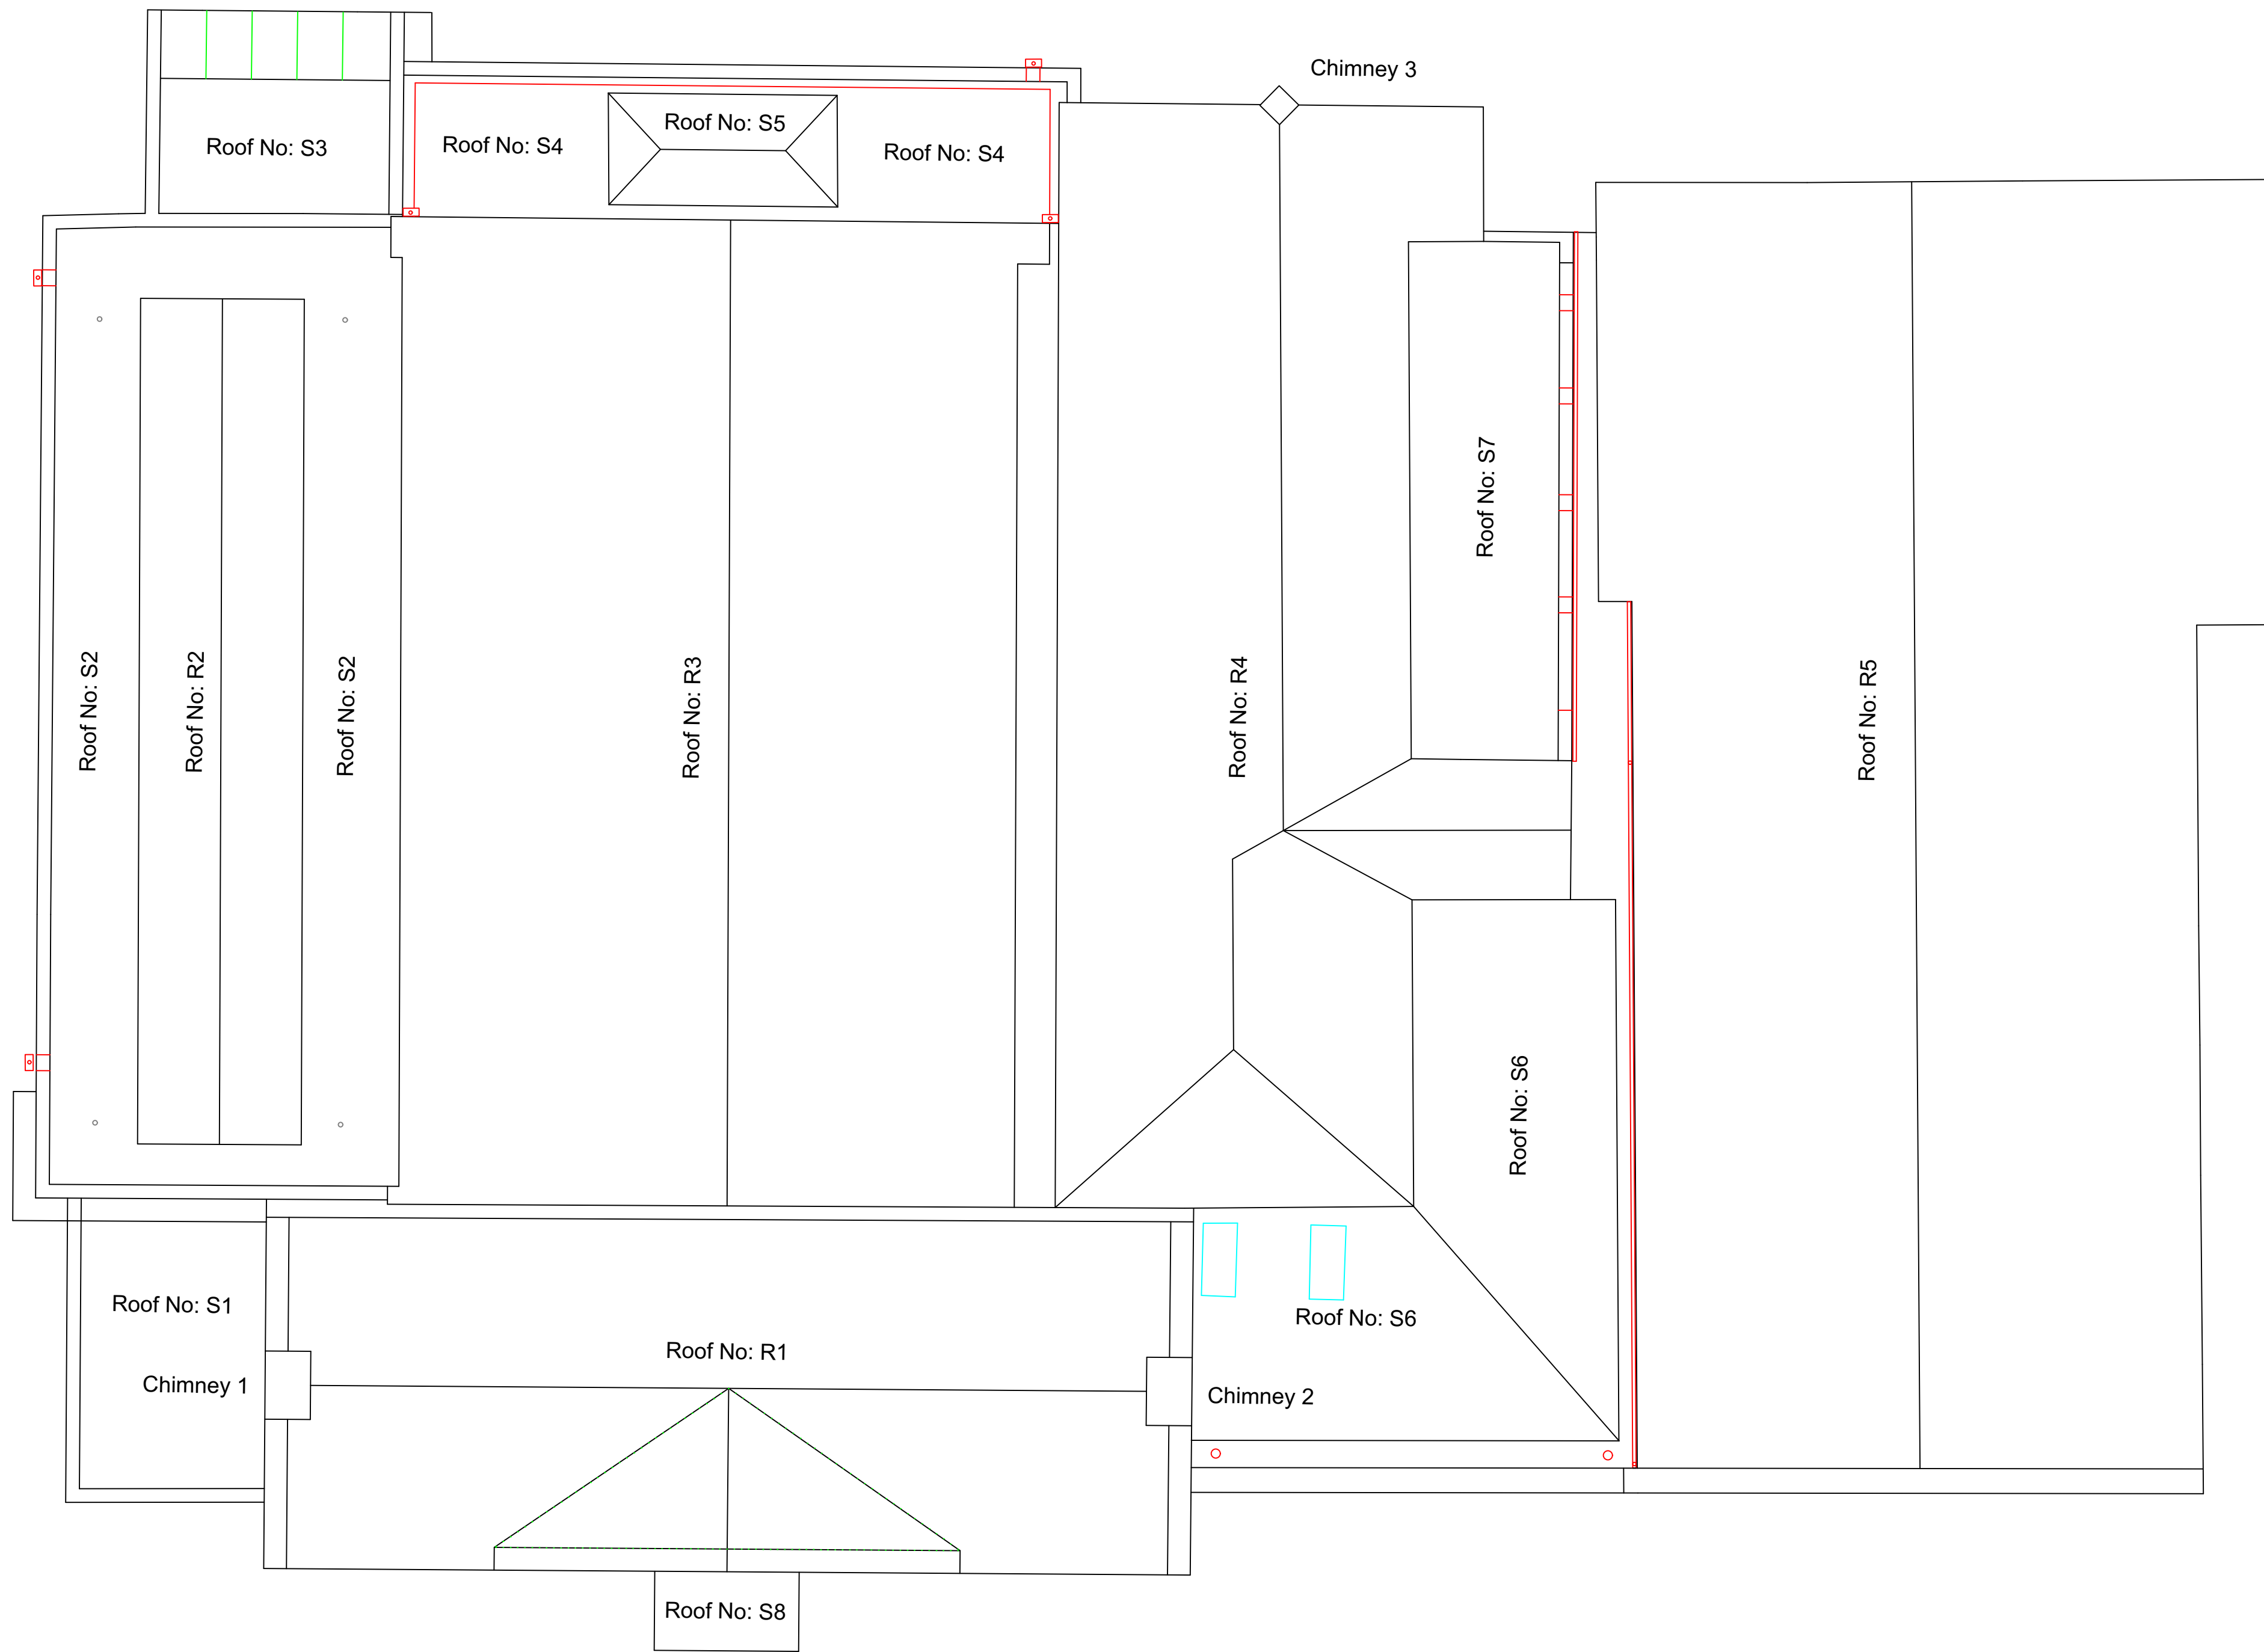 Chimney 3
Roof No: S3
Roof No: S4
Roof No: S5
Roof No: S4
Roof No: S7
Roof No: S2
Roof No: R2
Roof No: S2
Roof No: R3
Roof No: R4
Roof No: R5
Roof No: S6
Roof No: S1
Roof No: S6
Roof No: R1
Chimney 1
Chimney 2
Roof No: S8